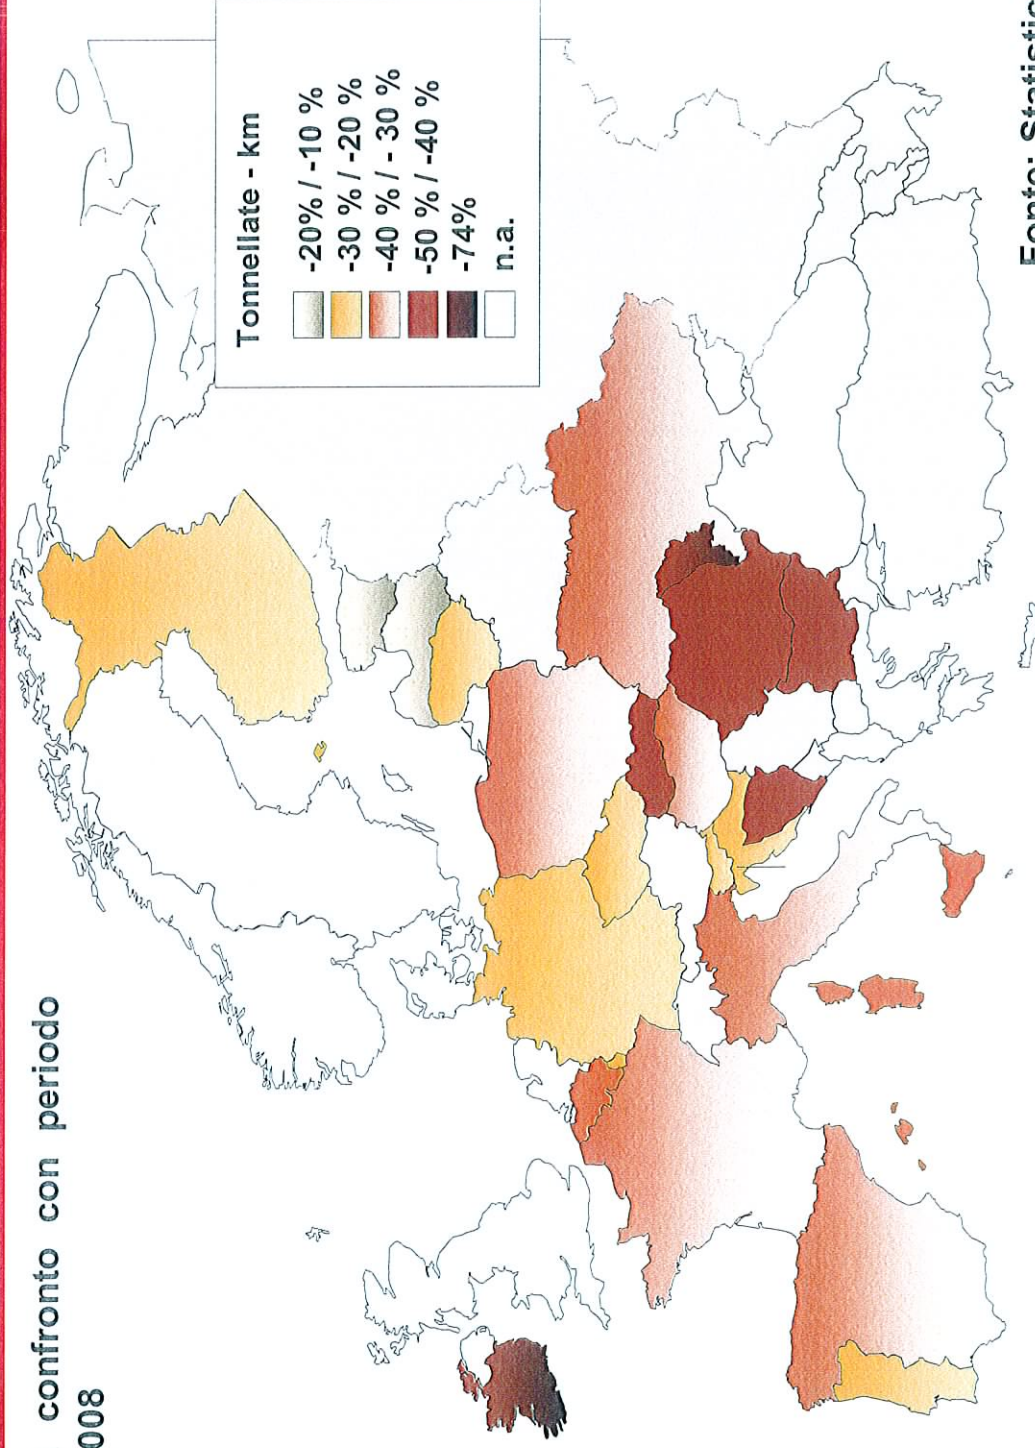 confronto con periodo
008
Tonnellate - km
-20% / -10 %
-30 % / -20 %
-40 % / - 30 %
-50 % / -40 %
-74%
n.a.
Fonte: Statistic